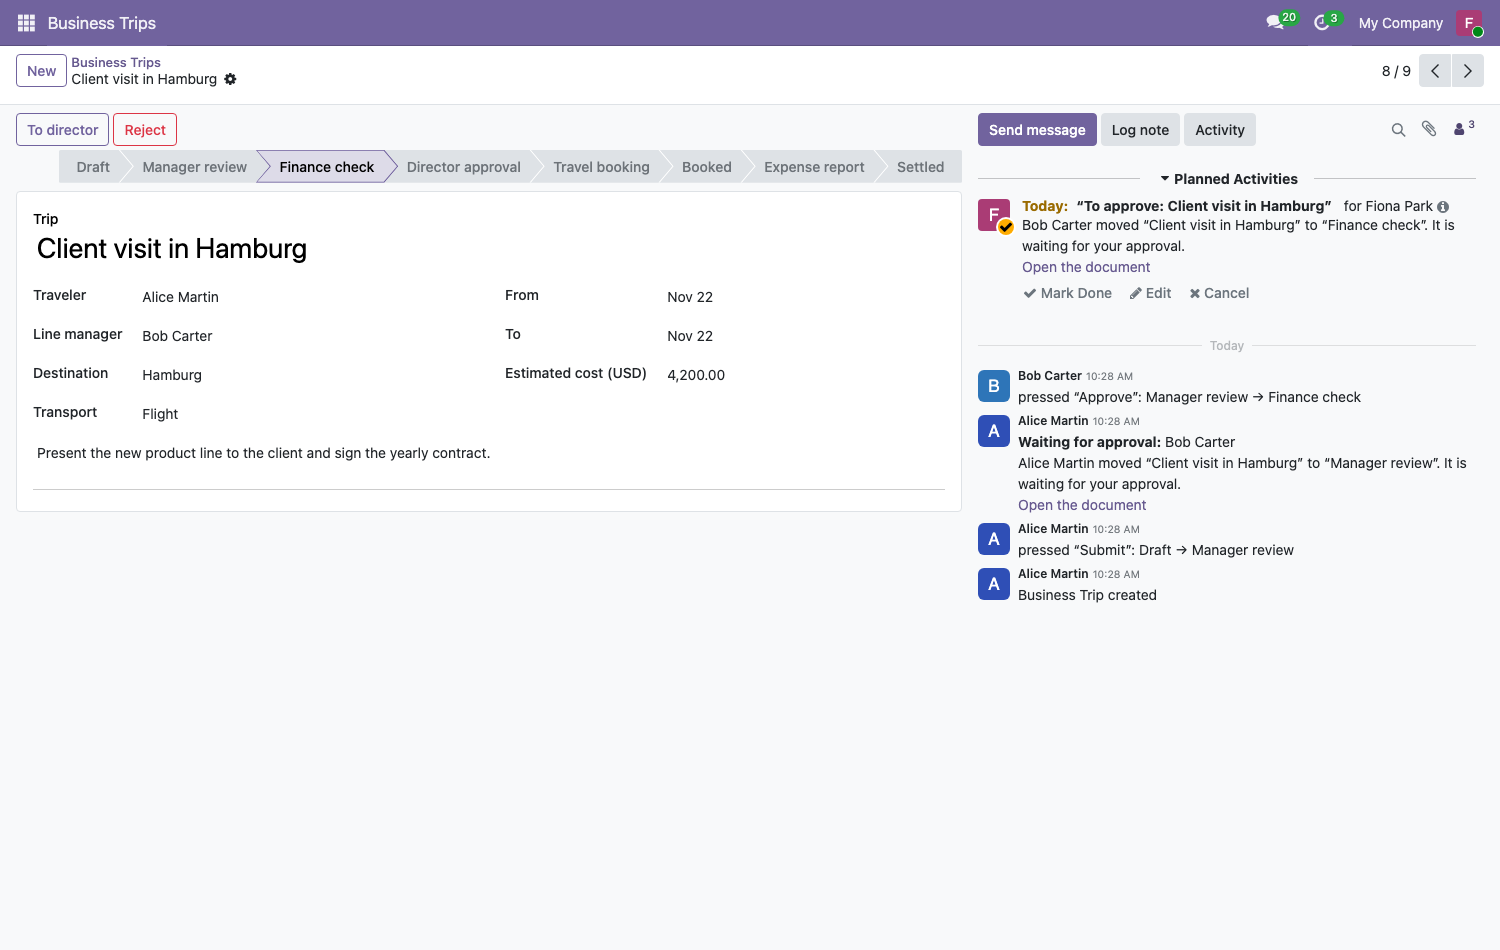 Business Trips
20
3
My Company
F
New
Business Trips
Client visit in Hamburg
8 / 9
To director
Reject
Draft
Manager review
Finance check
Director approval
Travel booking
Booked
Expense report
Settled
Trip
Client visit in Hamburg
Traveler
Alice Martin
From
Nov 22
Line manager
Bob Carter
To
Nov 22
Destination
Hamburg
Estimated cost (USD)
4,200.00
Transport
Flight
Present the new product line to the client and sign the yearly contract.
Send message
Log note
Activity
3
Planned Activities
F
Today: “To approve: Client visit in Hamburg” for Fiona Park
Bob Carter moved “Client visit in Hamburg” to “Finance check”. It is
waiting for your approval.
Open the document
Mark Done
Edit
Cancel
Today
B
Bob Carter 10:28 AM
pressed “Approve”: Manager review → Finance check
A
Alice Martin 10:28 AM
Waiting for approval: Bob Carter
Alice Martin moved “Client visit in Hamburg” to “Manager review”. It is
waiting for your approval.
Open the document
A
Alice Martin 10:28 AM
pressed “Submit”: Draft → Manager review
A
Alice Martin 10:28 AM
Business Trip created